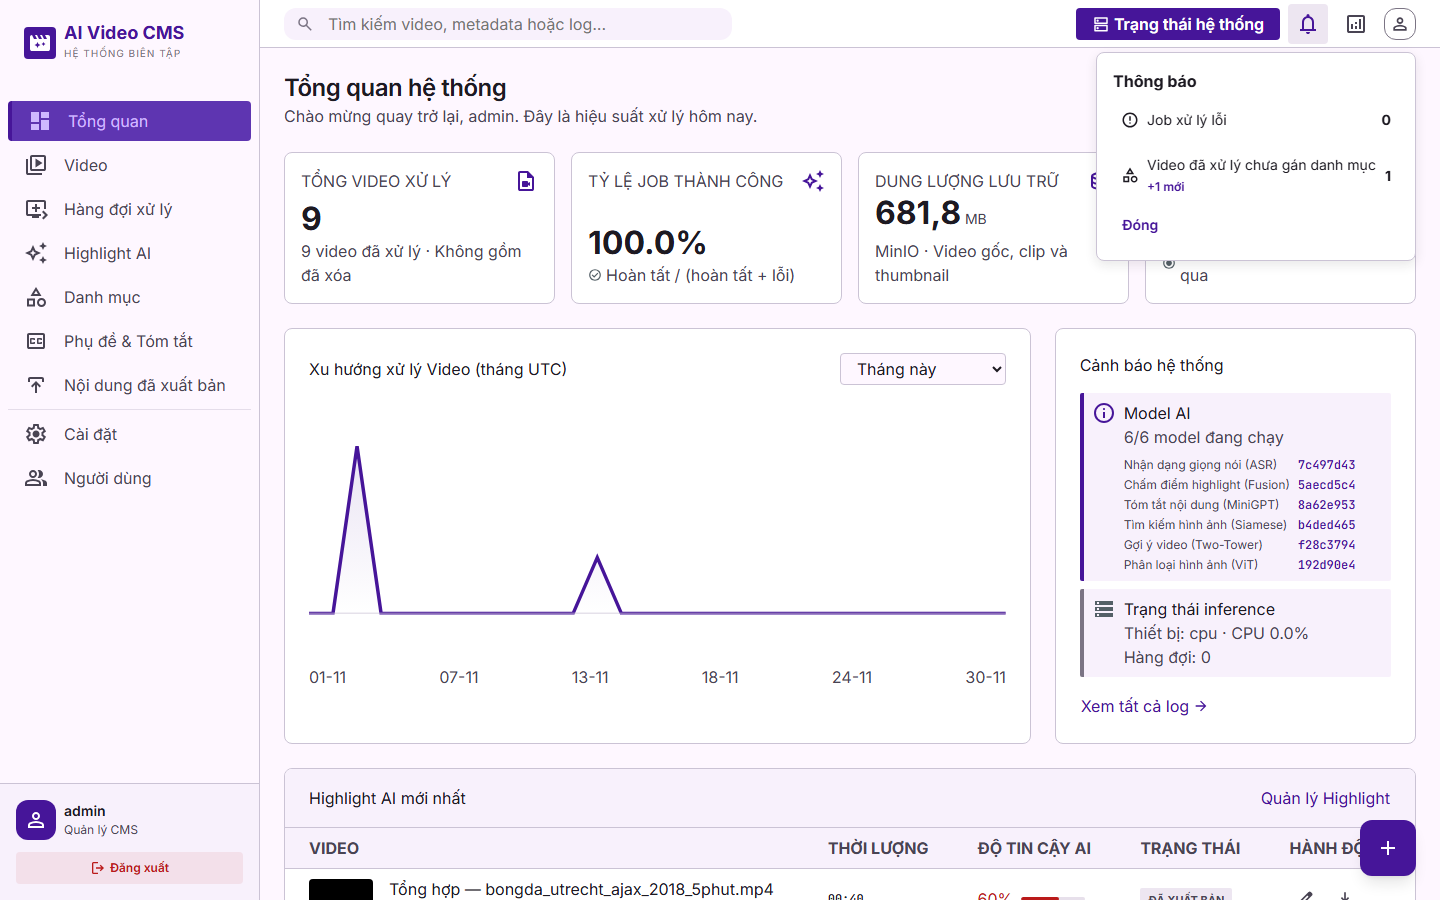 AI Video CMS
HỆ THỐNG BIÊN TẬP
Tổng quan
Video
Hàng đợi xử lý
Highlight AI
Danh mục
Phụ đề & Tóm tắt
Nội dung đã xuất bản
Cài đặt
Người dùng
admin
Quản lý CMS
Đăng xuất
Tìm kiếm video, metadata hoặc log...
Trạng thái hệ thống
Thông báo
Job xử lý lỗi 0
Video đã xử lý chưa gán danh mục 1
+1 mới
Đóng
Tổng quan hệ thống
Chào mừng quay trở lại, admin. Đây là hiệu suất xử lý hôm nay.
TỔNG VIDEO XỬ LÝ
9
9 video đã xử lý · Không gồm
đã xóa
TỶ LỆ JOB THÀNH CÔNG
100.0%
Hoàn tất / (hoàn tất + lỗi)
DUNG LƯỢNG LƯU TRỮ
681,8 MB
MinIO · Video gốc, clip và
thumbnail
qua
Xu hướng xử lý Video (tháng UTC)
Tháng này
01-11 07-11 13-11 18-11 24-11 30-11
Cảnh báo hệ thống
Model AI
6/6 model đang chạy
Nhận dạng giọng nói (ASR) 7c497d43
Chấm điểm highlight (Fusion) 5aecd5c4
Tóm tắt nội dung (MiniGPT) 8a62e953
Tìm kiếm hình ảnh (Siamese) b4ded465
Gợi ý video (Two-Tower) f28c3794
Phân loại hình ảnh (ViT) 192d90e4
Trạng thái inference
Thiết bị: cpu · CPU 0.0%
Hàng đợi: 0
Xem tất cả log
Highlight AI mới nhất
Quản lý Highlight
VIDEO THỜI LƯỢNG ĐỘ TIN CẬY AI TRẠNG THÁI HÀNH
Tổng hợp — bongda_utrecht_ajax_2018_5phut.mp4
00:40 60% ĐÃ XUẤT BẢN